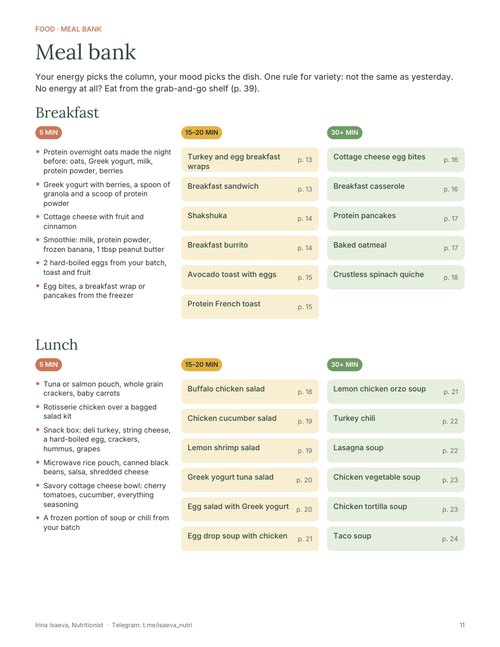 FOOD · MEAL BANK
Meal bank
Your energy picks the column, your mood picks the dish. One rule for variety: not the same as yesterday.
No energy at all? Eat from the grab-and-go shelf (p. 39).
Breakfast
5 MIN
• Protein overnight oats made the night
before: oats, Greek yogurt, milk,
protein powder, berries
• Greek yogurt with berries, a spoon of
granola and a scoop of protein
powder
• Cottage cheese with fruit and
cinnamon
• Smoothie: milk, protein powder,
frozen banana, 1 tbsp peanut butter
• 2 hard-boiled eggs from your batch,
toast and fruit
• Egg bites, a breakfast wrap or
pancakes from the freezer
15–20 MIN
Turkey and egg breakfast
wraps p. 13
Breakfast sandwich p. 13
Shakshuka p. 14
Breakfast burrito p. 14
Avocado toast with eggs p. 15
Protein French toast p. 15
30+ MIN
Cottage cheese egg bites p. 16
Breakfast casserole p. 16
Protein pancakes p. 17
Baked oatmeal p. 17
Crustless spinach quiche p. 18
Lunch
5 MIN
• Tuna or salmon pouch, whole grain
crackers, baby carrots
• Rotisserie chicken over a bagged
salad kit
• Snack box: deli turkey, string cheese,
a hard-boiled egg, crackers,
hummus, grapes
• Microwave rice pouch, canned black
beans, salsa, shredded cheese
• Savory cottage cheese bowl: cherry
tomatoes, cucumber, everything
seasoning
• A frozen portion of soup or chili from
your batch
15–20 MIN
Buffalo chicken salad p. 18
Chicken cucumber salad p. 19
Lemon shrimp salad p. 19
Greek yogurt tuna salad p. 20
Egg salad with Greek yogurt p. 20
Egg drop soup with chicken p. 21
30+ MIN
Lemon chicken orzo soup p. 21
Turkey chili p. 22
Lasagna soup p. 22
Chicken vegetable soup p. 23
Chicken tortilla soup p. 23
Taco soup p. 24
Irina Isaeva, Nutritionist · Telegram: t.me/isaeva_nutri
11